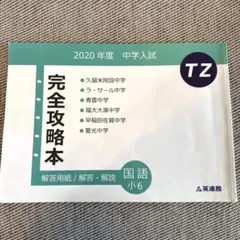 2020年度 中学入試
TZ
完全攻略本
• 久留米附設中学
• ラ・サール中学
• 青雲中学
• 福大大濠中学
• 早稲田佐賀中学
• 愛光中学
解答用紙/解答・解説
国語
小6
英進館